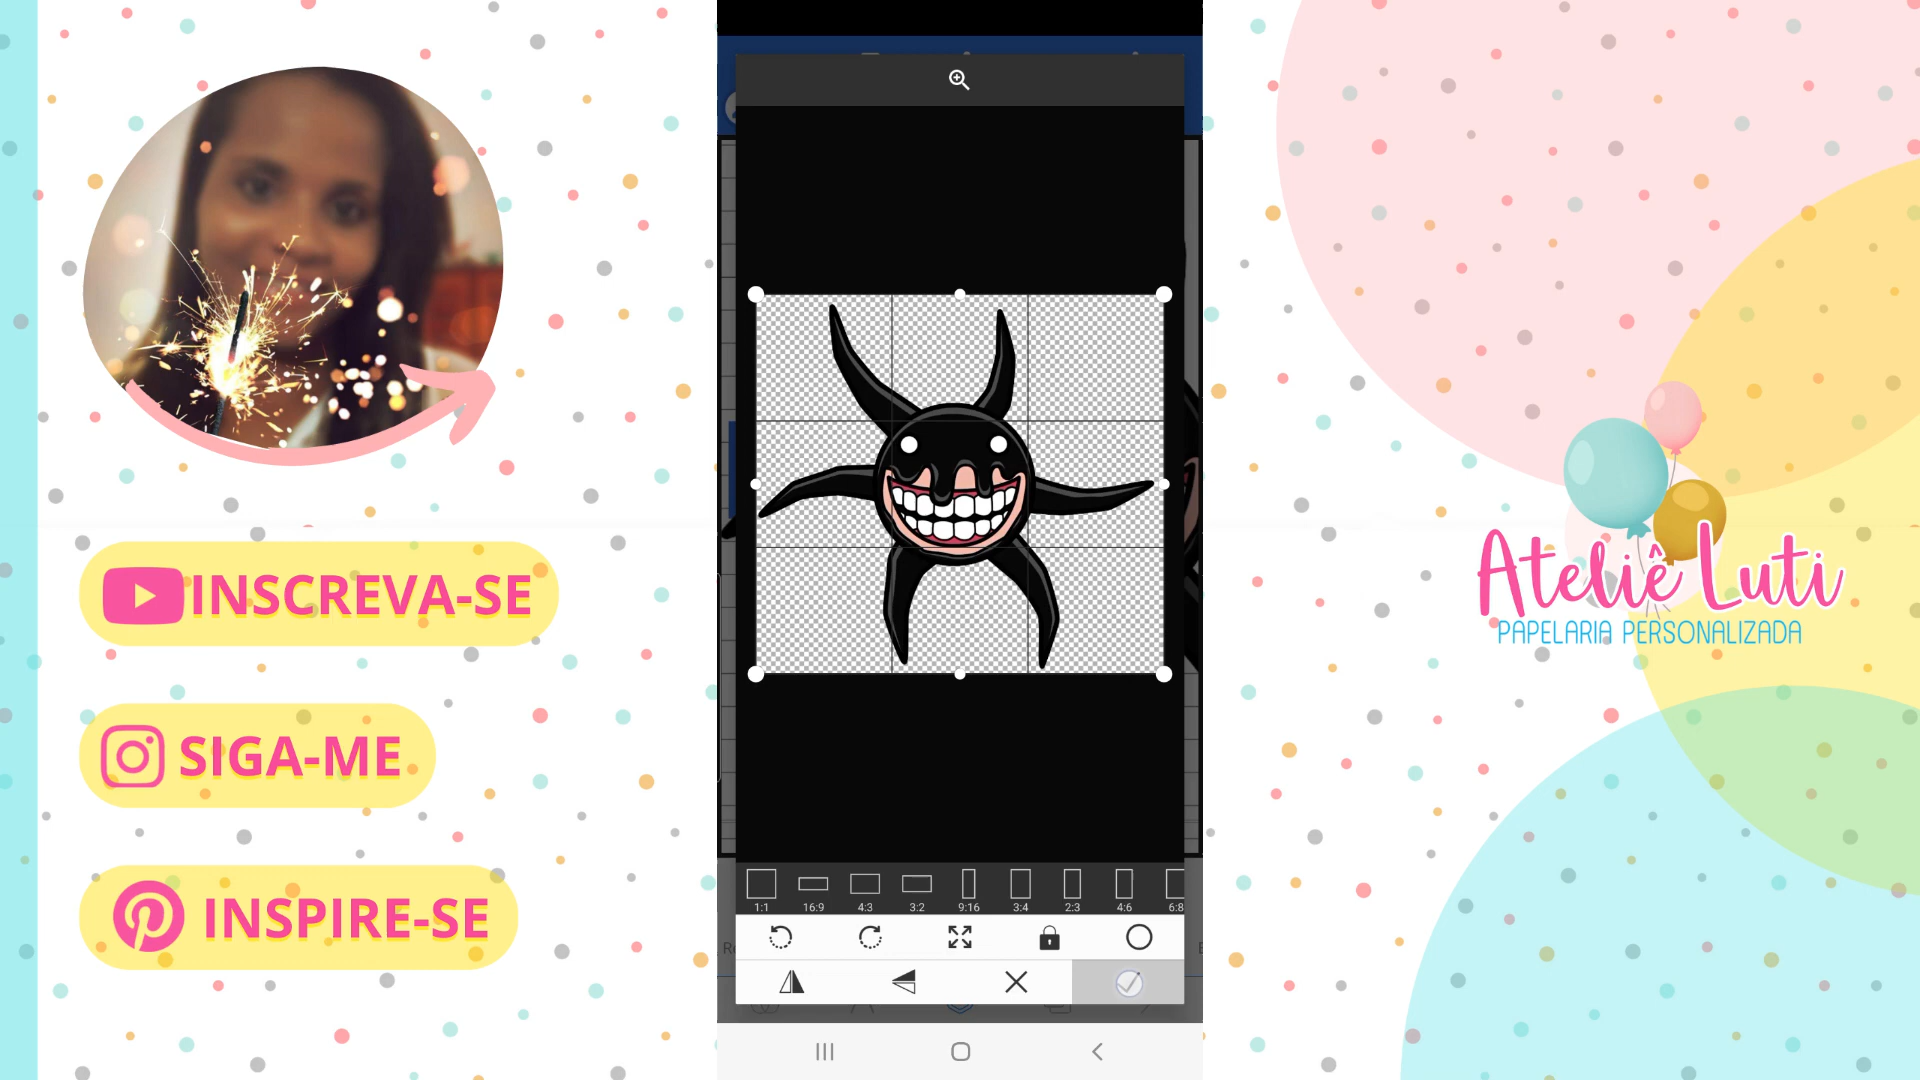 INSCREVA-SE
SIGA-ME
INSPIRE-SE
1:1 16:9 4:3 3:2 9:16 3:4 2:3 4:6 6:8
Ateliê Luti
PAPELARIA PERSONALIZADA